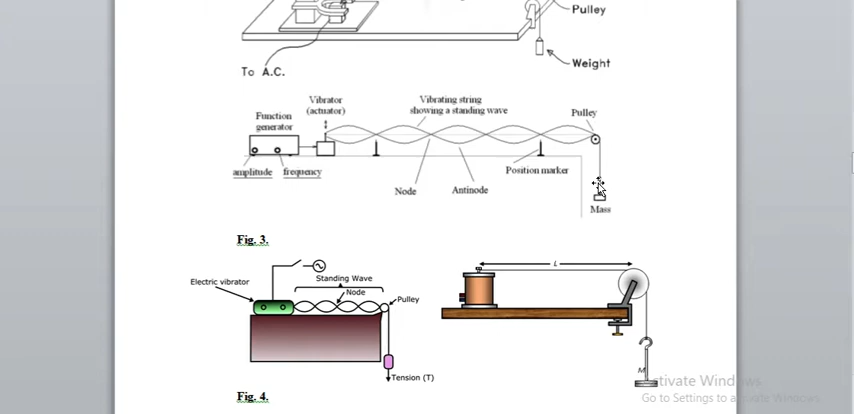 Pulley
Weight
To A.C.
Vibrator
(actuator)
Vibrating string
showing a standing wave
Pulley
Function
generator
amplitude
frequency
Position marker
Node
Antinode
Mass
Fig. 3.
Electric vibrator
Standing Wave
Node
Pulley
Tension (T)
L
M
Fig. 4.
Activate Windows
Go to Settings to activate Windows.